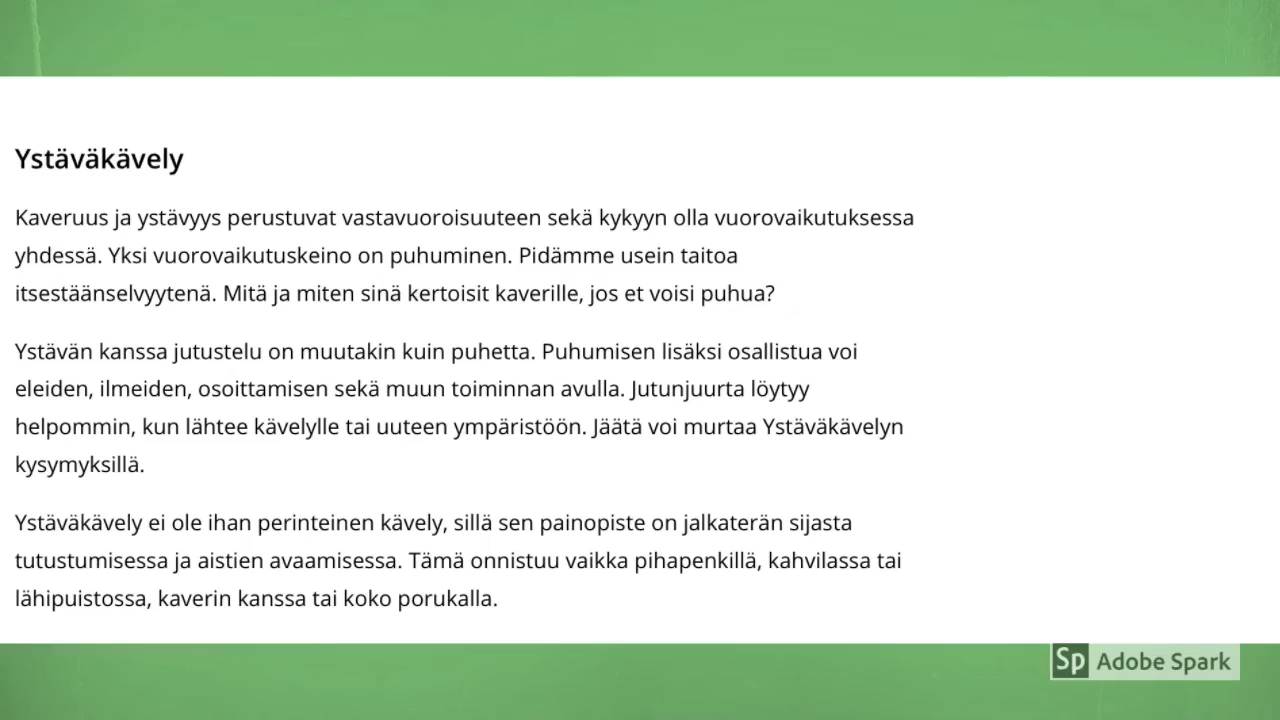 Ystäväkävely
Kaveruus ja ystävyys perustuvat vastavuoroisuuteen sekä kykyyn olla vuorovaikutuksessa
yhdessä. Yksi vuorovaikutuskeino on puhuminen. Pidämme usein taitoa
itsestäänselvyytenä. Mitä ja miten sinä kertoisit kaverille, jos et voisi puhua?
Ystävän kanssa jutustelu on muutakin kuin puhetta. Puhumisen lisäksi osallistua voi
eleiden, ilmeiden, osoittamisen sekä muun toiminnan avulla. Jutunjuurta löytyy
helpommin, kun lähtee kävelylle tai uuteen ympäristöön. Jäätä voi murtaa Ystäväkävelyn
kysymyksillä.
Ystäväkävely ei ole ihan perinteinen kävely, sillä sen painopiste on jalkaterän sijasta
tutustumisessa ja aistien avaamisessa. Tämä onnistuu vaikka pihapenkillä, kahvilassa tai
lähipuistossa, kaverin kanssa tai koko porukalla.
Sp Adobe Spark